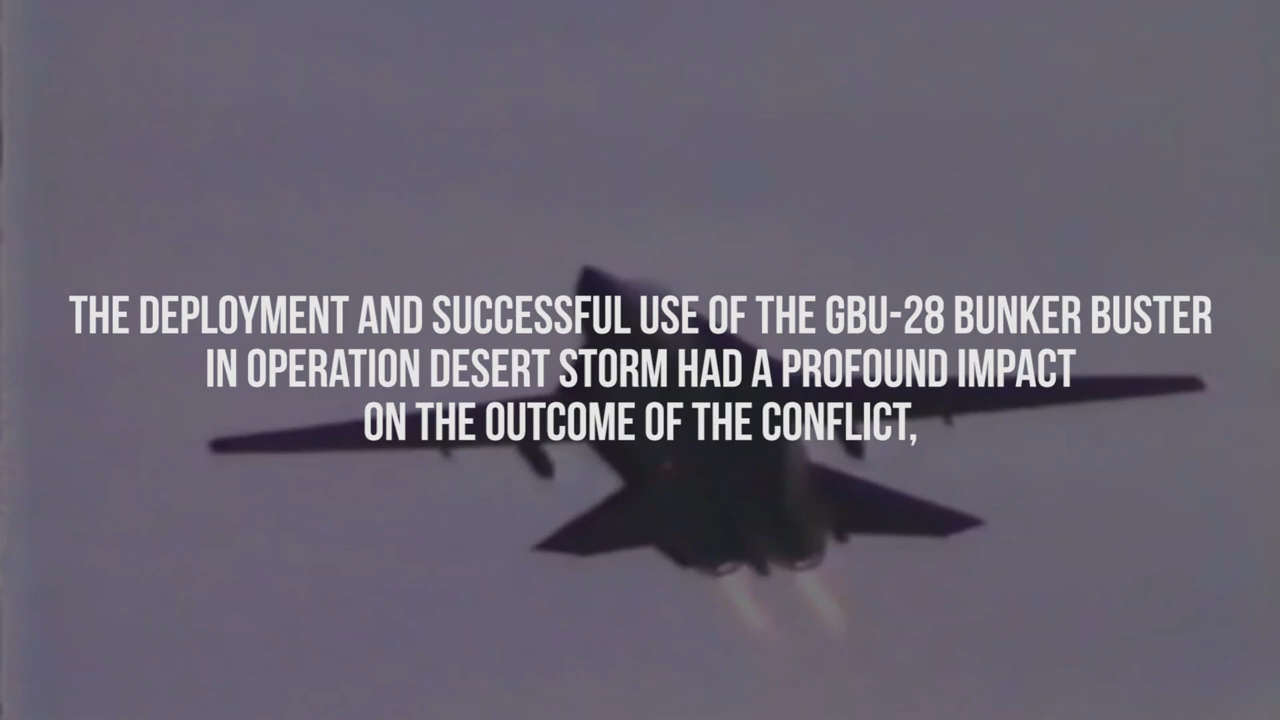 THE DEPLOYMENT AND SUCCESSFUL USE OF THE GBU-28 BUNKER BUSTER
IN OPERATION DESERT STORM HAD A PROFOUND IMPACT
ON THE OUTCOME OF THE CONFLICT,